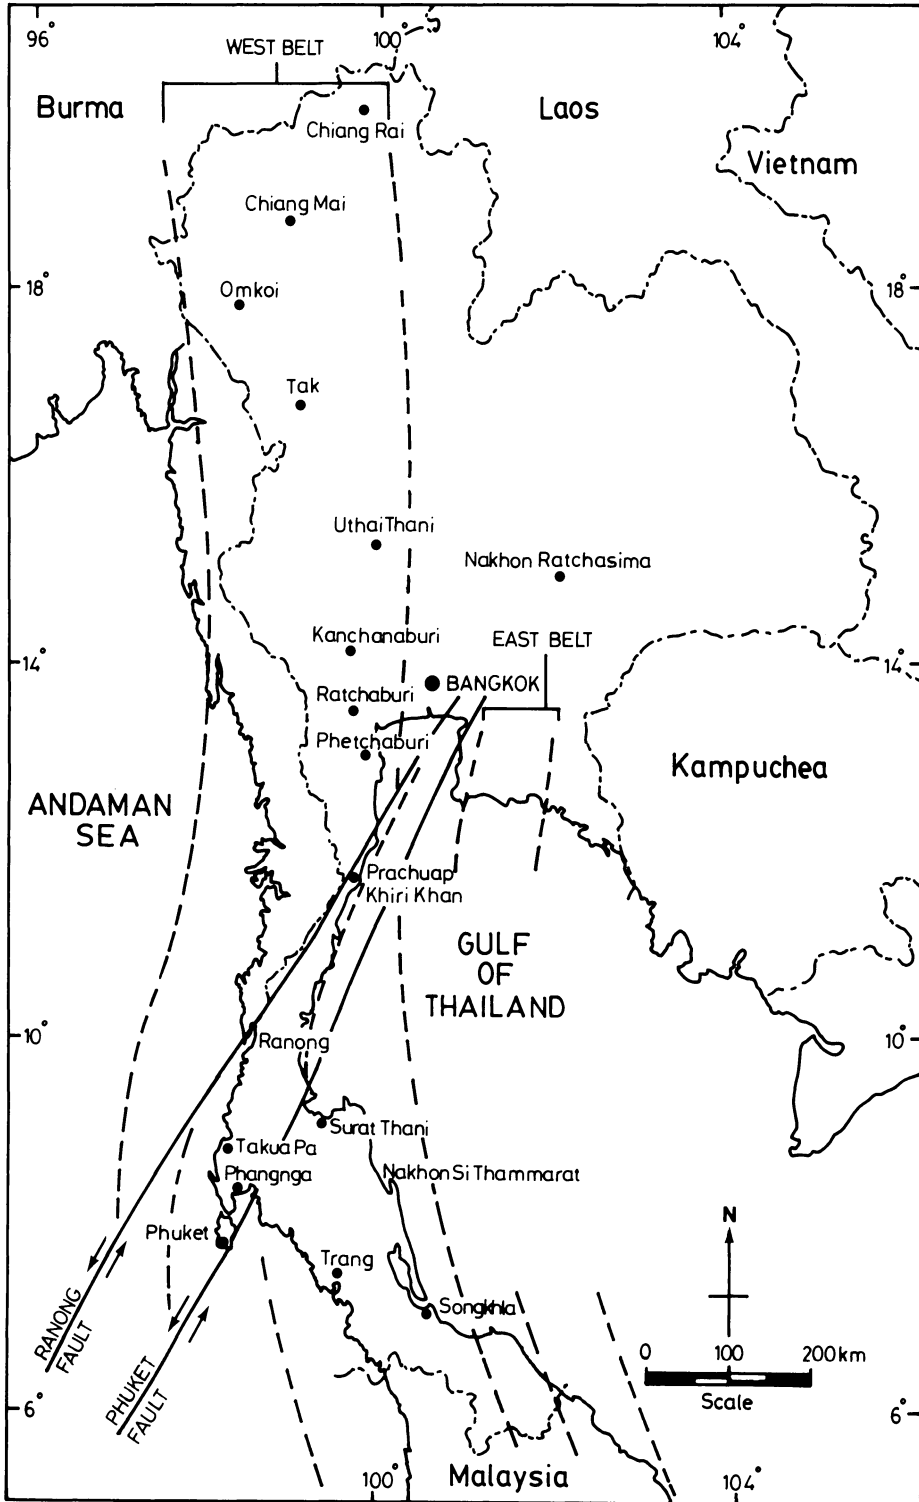 96°
100°
104°
WEST BELT
Burma
Laos
Chiang Rai
Vietnam
Chiang Mai
18°
Omkoi
18°
Tak
Uthai Thani
Nakhon Ratchasima
Kanchanaburi
EAST BELT
14°
14°
BANGKOK
Ratchaburi
Phetchaburi
Kampuchea
ANDAMAN
SEA
Prachuap
Khiri Khan
GULF
OF
THAILAND
10°
Ranong
10°
Surat Thani
Takua Pa
Phangnga
Nakhon Si Thammarat
Phuket
N
Trang
Songkhla
RANONG
FAULT
0 100 200 km
Scale
PHUKET
FAULT
6°
6°
100°
Malaysia
104°